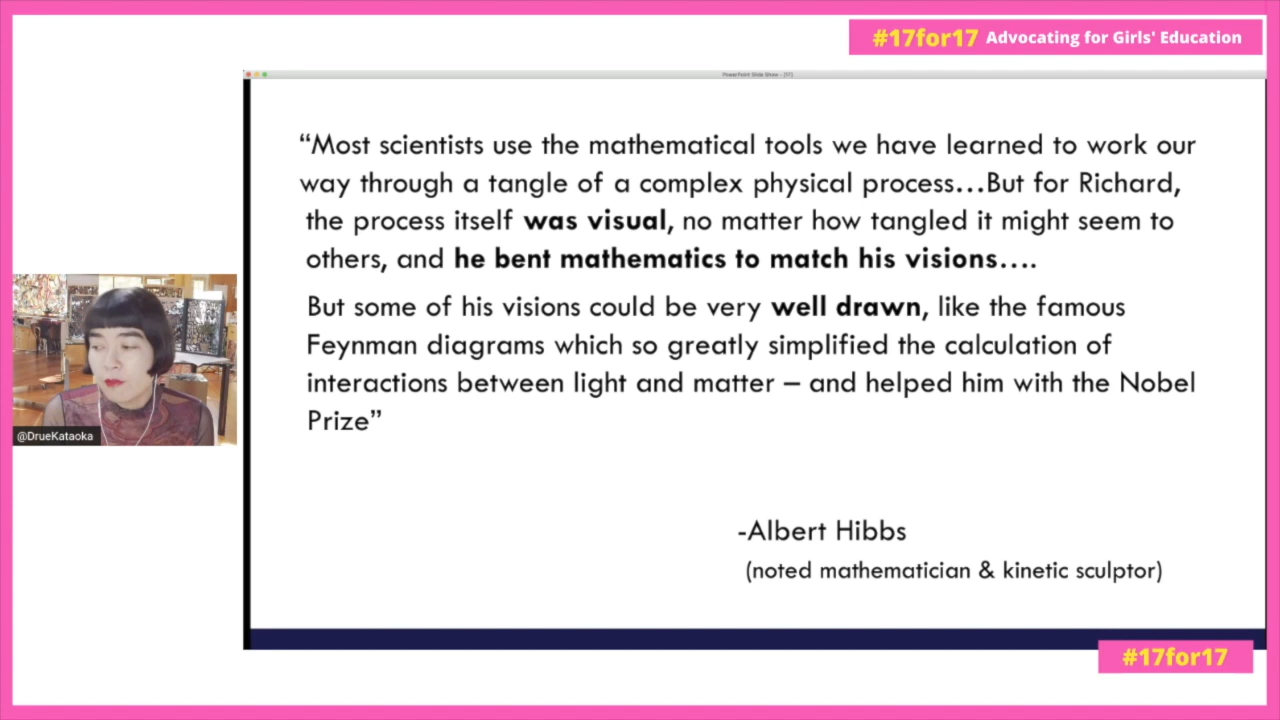 #17for17 Advocating for Girls' Education
PowerPoint Slide Show - [17]
“Most scientists use the mathematical tools we have learned to work our
way through a tangle of a complex physical process...But for Richard,
the process itself was visual, no matter how tangled it might seem to
others, and he bent mathematics to match his visions....
But some of his visions could be very well drawn, like the famous
Feynman diagrams which so greatly simplified the calculation of
interactions between light and matter – and helped him with the Nobel
Prize”
@DrueKataoka
-Albert Hibbs
(noted mathematician & kinetic sculptor)
#17for17